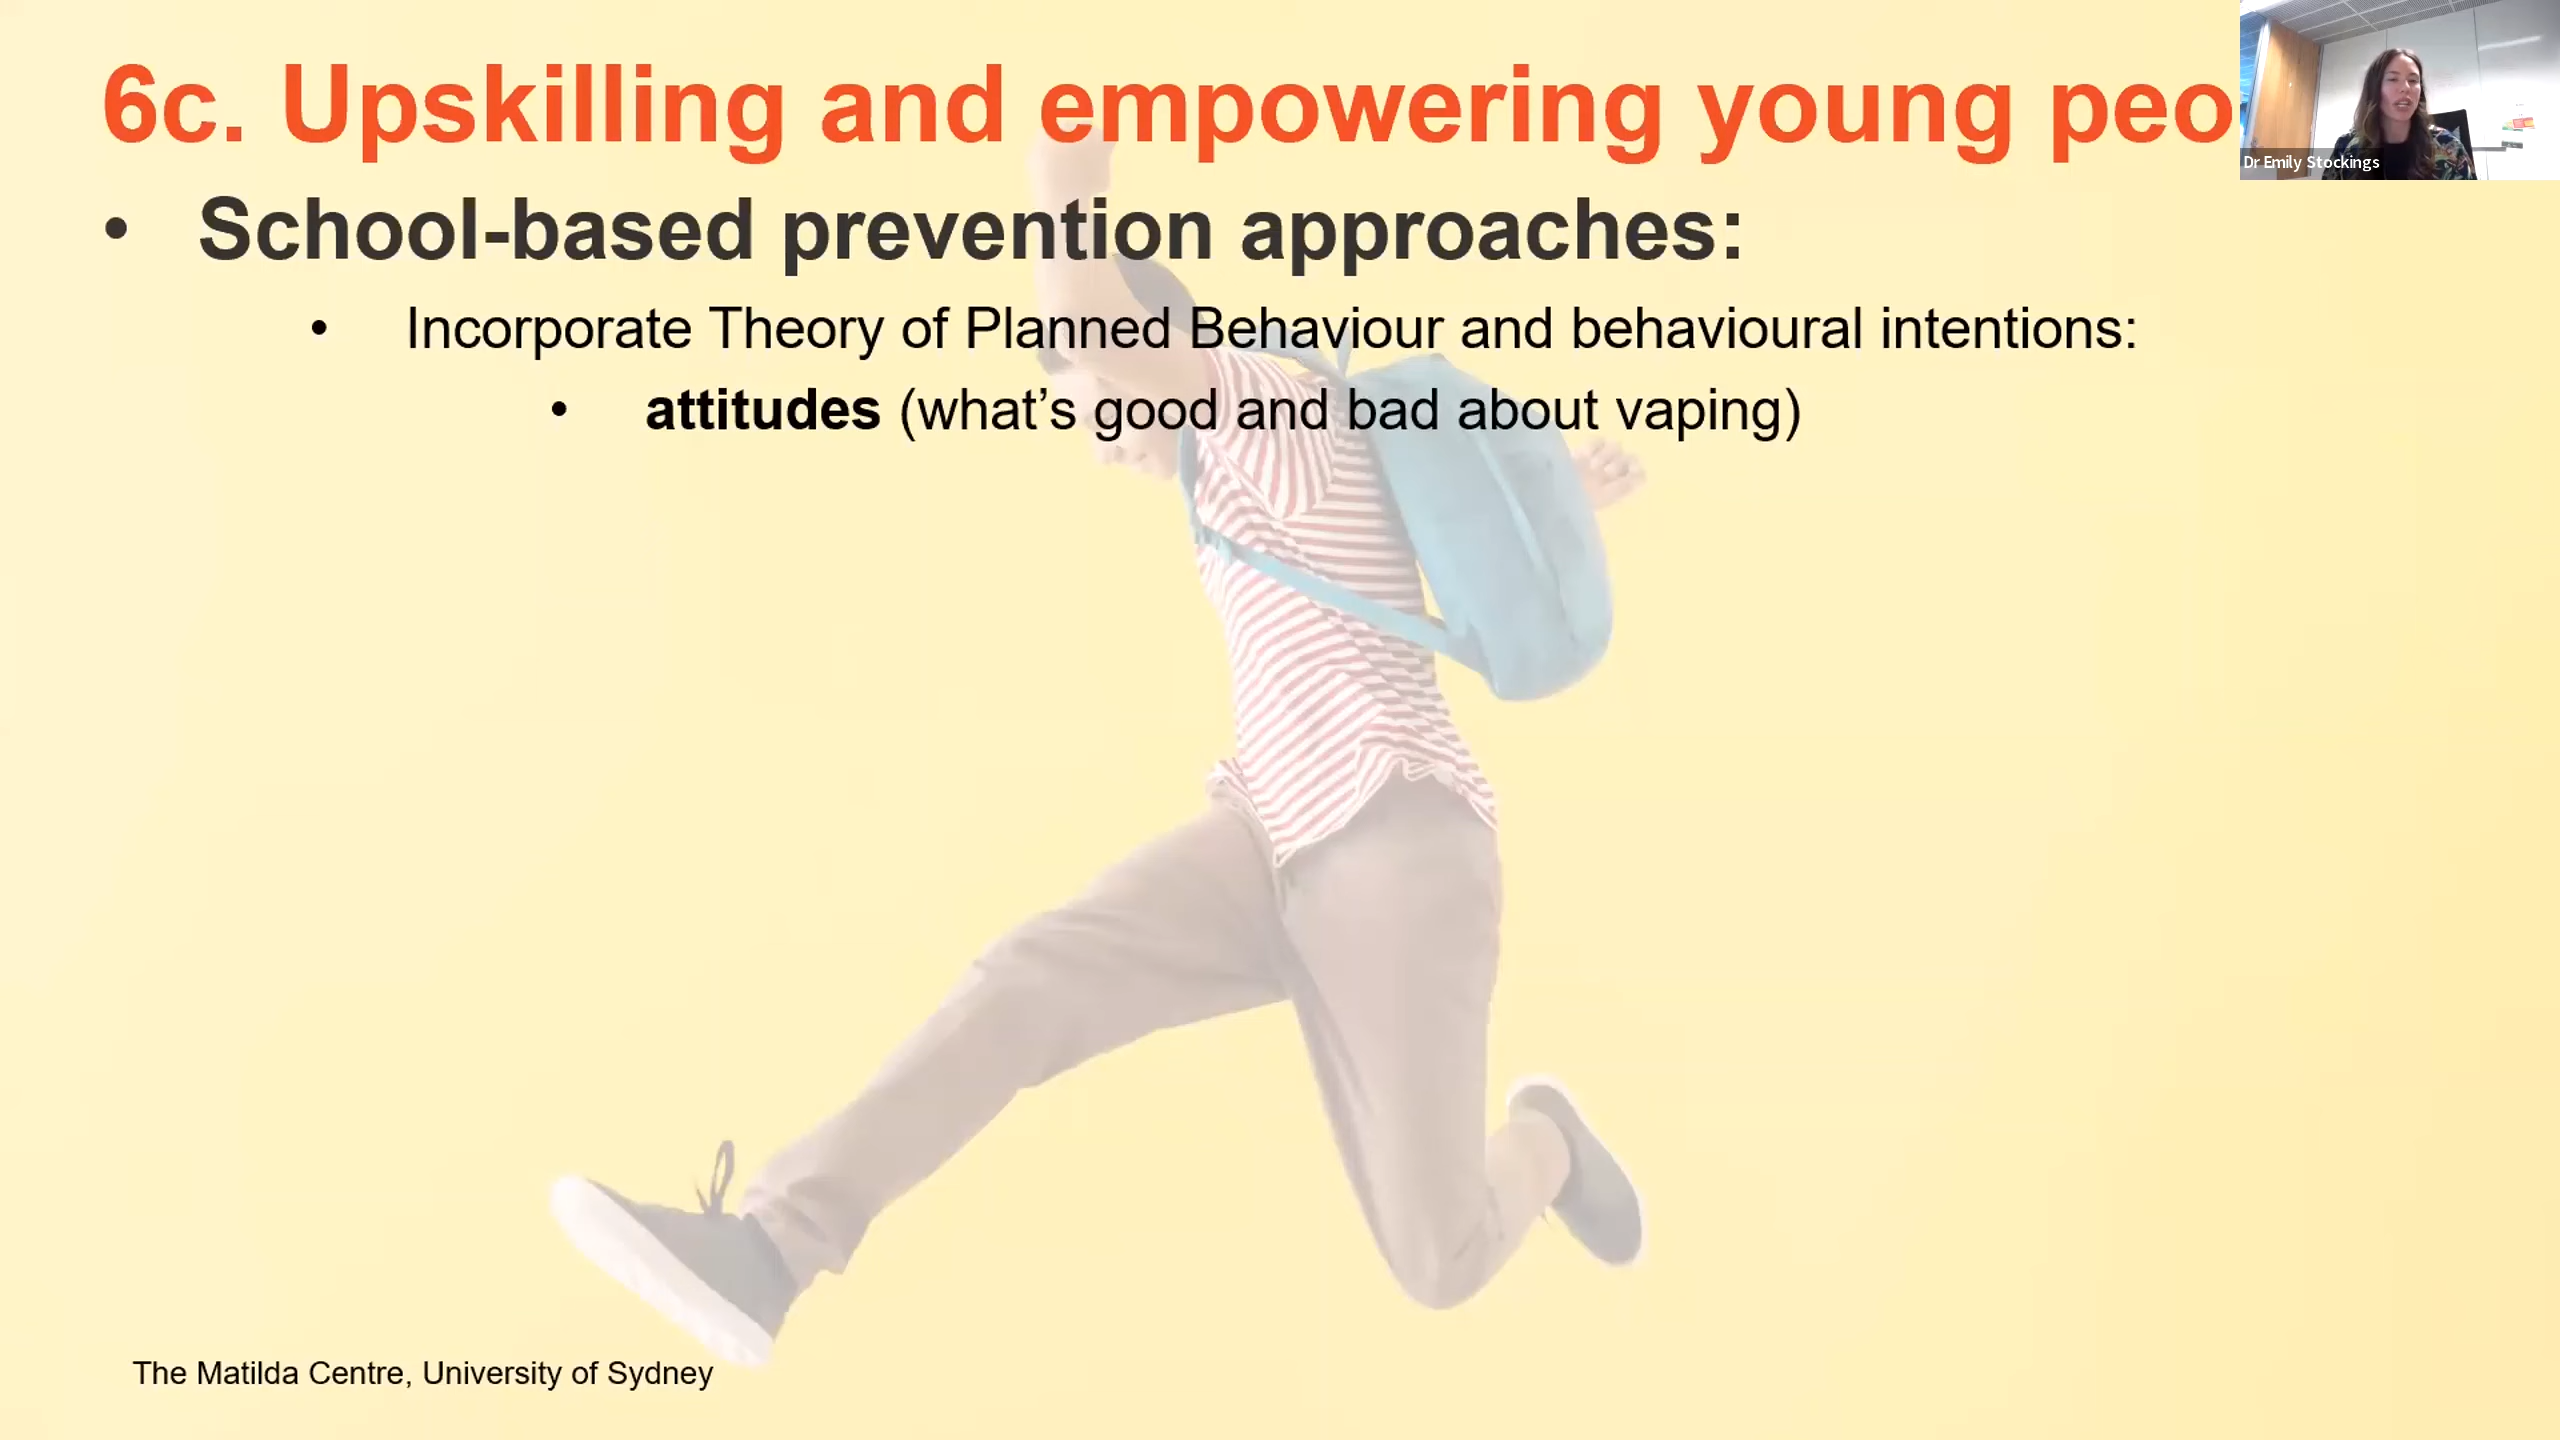 6c. Upskilling and empowering young peo
Dr Emily Stockings
• School-based prevention approaches:
• Incorporate Theory of Planned Behaviour and behavioural intentions:
• attitudes (what’s good and bad about vaping)
The Matilda Centre, University of Sydney